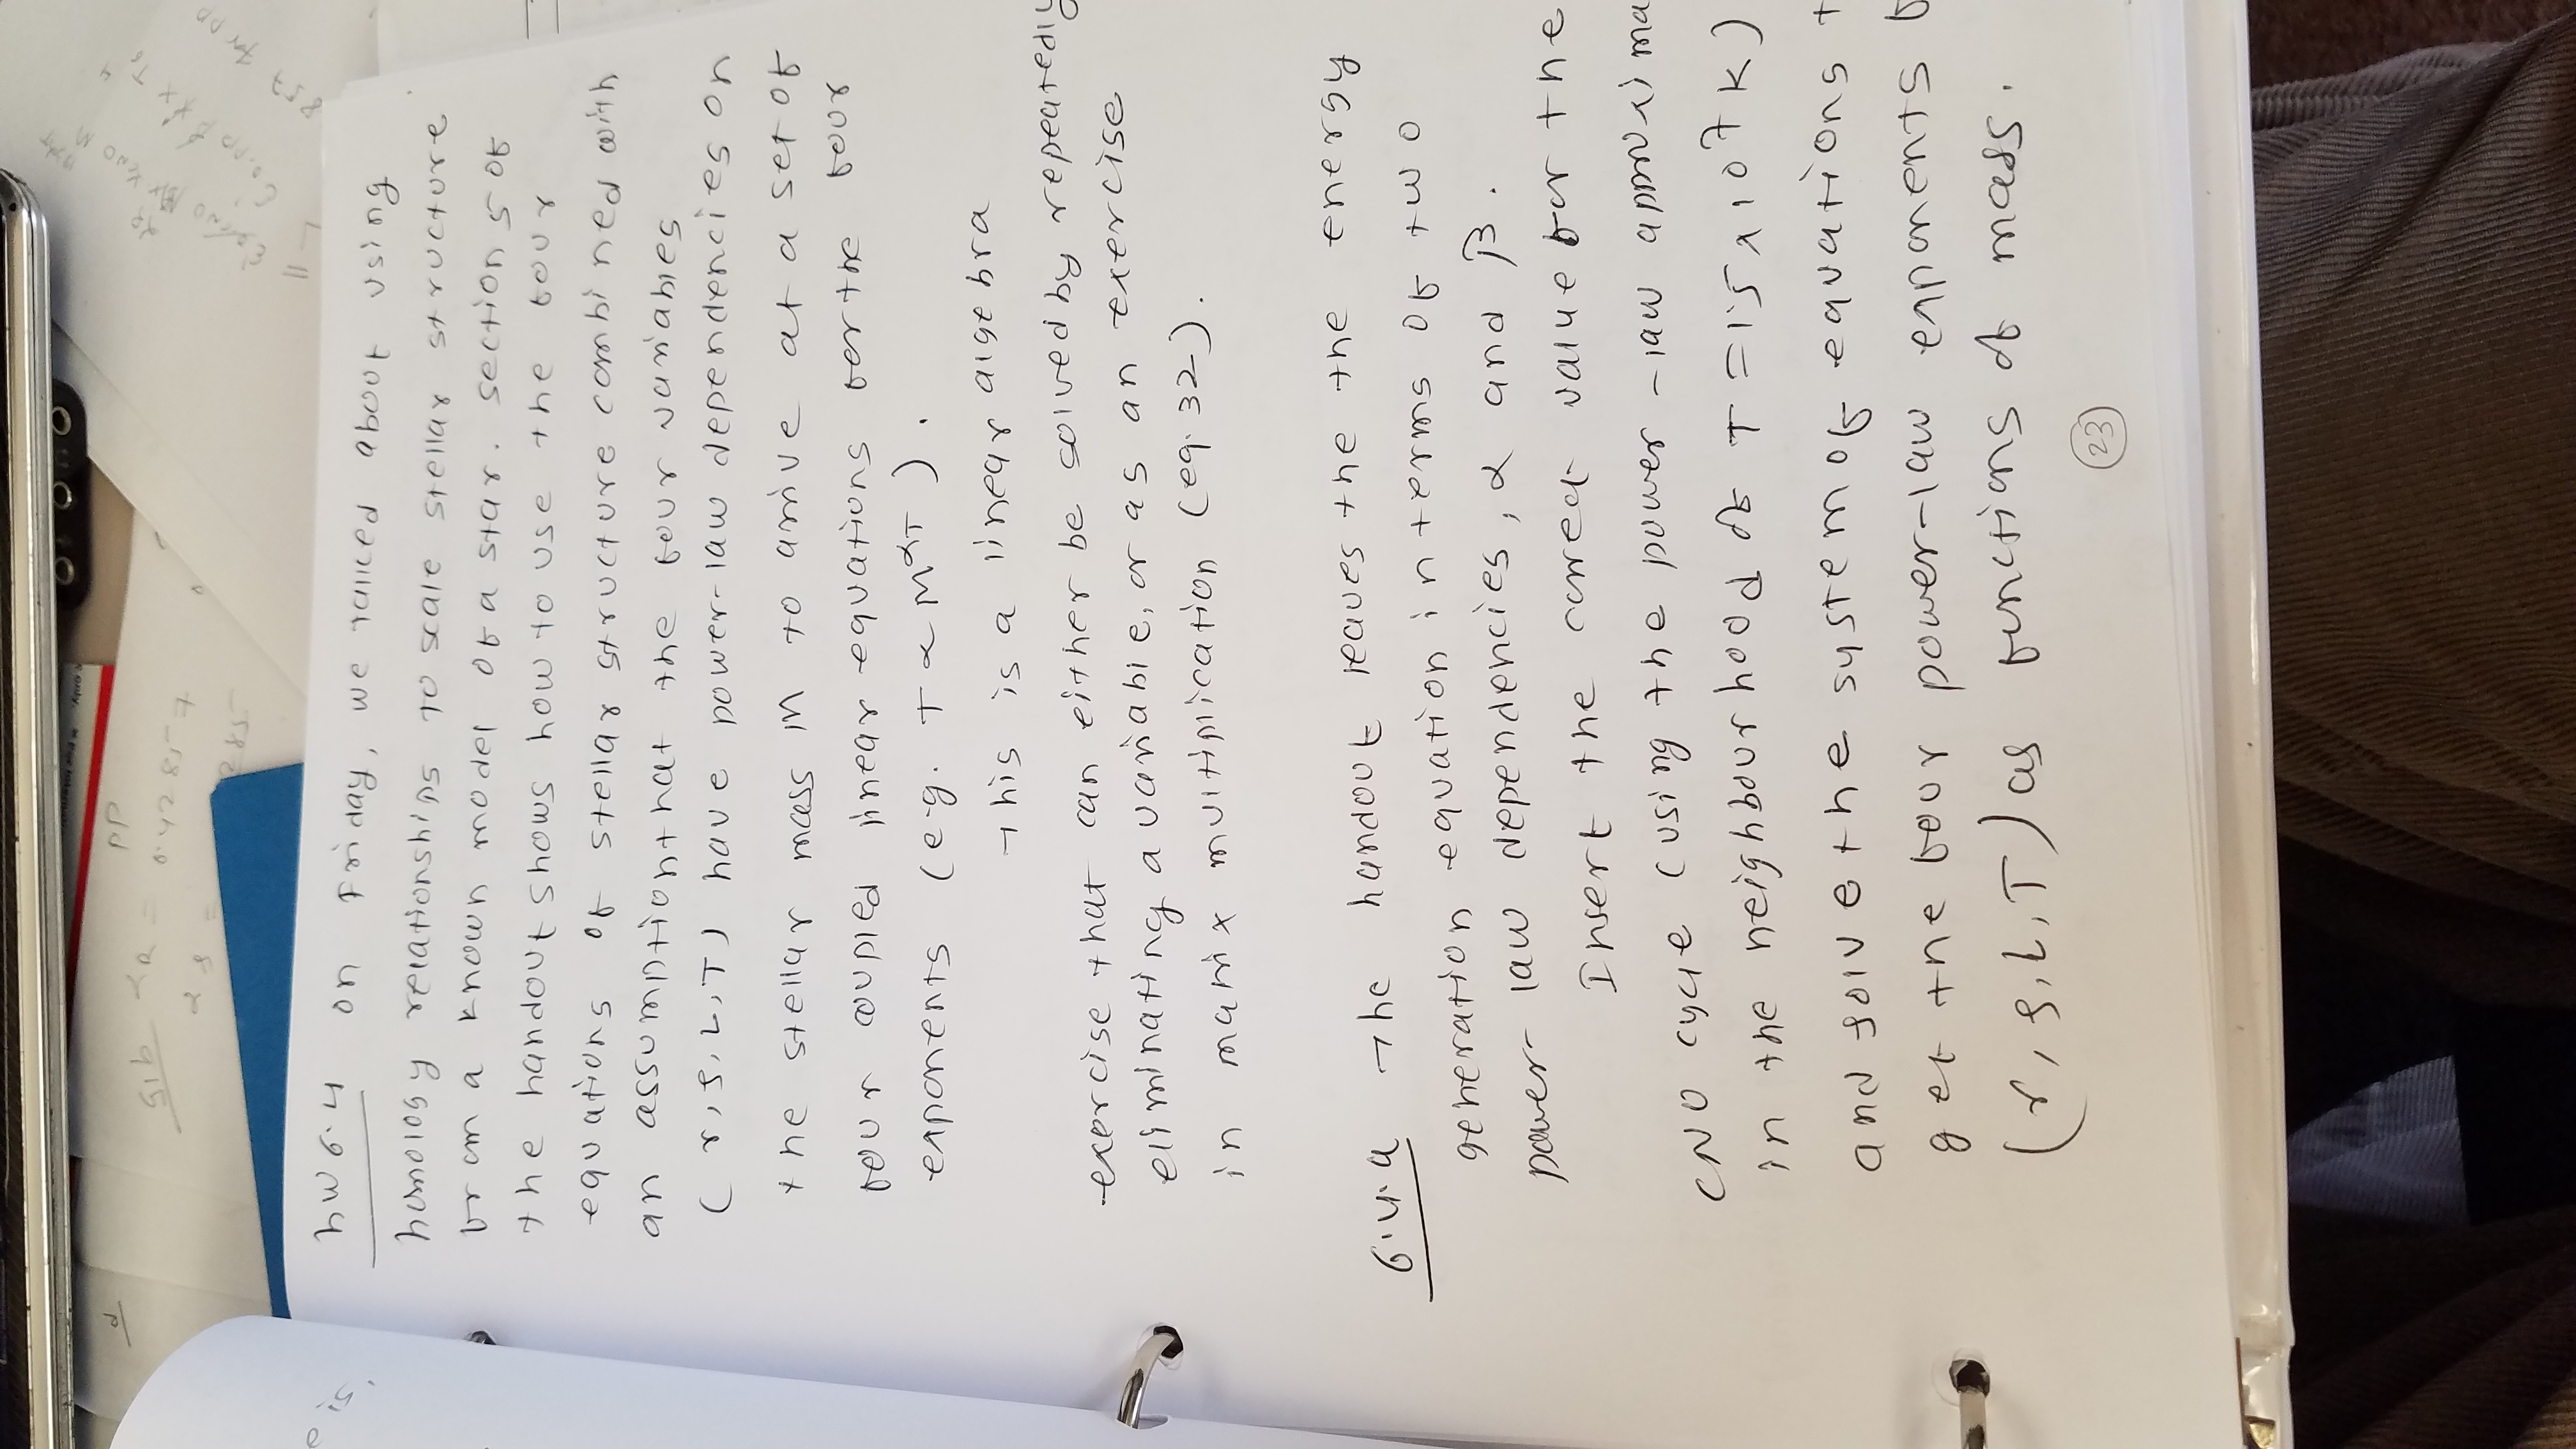 PP
5.b αR = 0.42857
285
hw 6.4 on Friday, we talked about using
homology relationships to scale stellar structure
from a known model of a star. section 5 of
the handout shows how to use the four
equations of stellar structure combined with
an assumption that the four variables
(r, ρ, L, T) have power-law dependencies on
the stellar mass M to arrive at a set of
four coupled linear equations for the four
exponents (e.g. T ∝ M^αT).
This is a linear algebra
exercise that can either be solved by repeatedly
eliminating a variable, or as an exercise
in matrix multiplication (eq. 32).
6.4.a The handout leaves the the energy
generation equation in terms of two
power-law dependencies, α and β.
Insert the correct value for the
CNO cycle (using the power-law approxima
in the neighbourhood of T = 1.5 x 10^7 K)
and solve the system of equations t
get the four power-law exponents f
(r, ρ, L, T) as functions of mass.
23